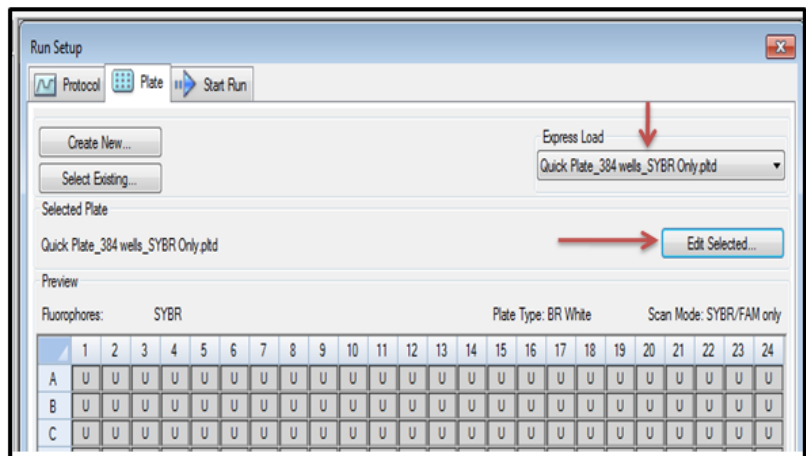 Run Setup
Protocol Plate Start Run
Create New...
Express Load
Quick Plate_384 wells_SYBR Only.pltd
Select Existing...
Selected Plate
Quick Plate_384 wells_SYBR Only.pltd
Edit Selected...
Preview
Fluorophores: SYBR Plate Type: BR White Scan Mode: SYBR/FAM only
1 2 3 4 5 6 7 8 9 10 11 12 13 14 15 16 17 18 19 20 21 22 23 24
A U U U U U U U U U U U U U U U U U U U U U U U U
B U U U U U U U U U U U U U U U U U U U U U U U U
C U U U U U U U U U U U U U U U U U U U U U U U U